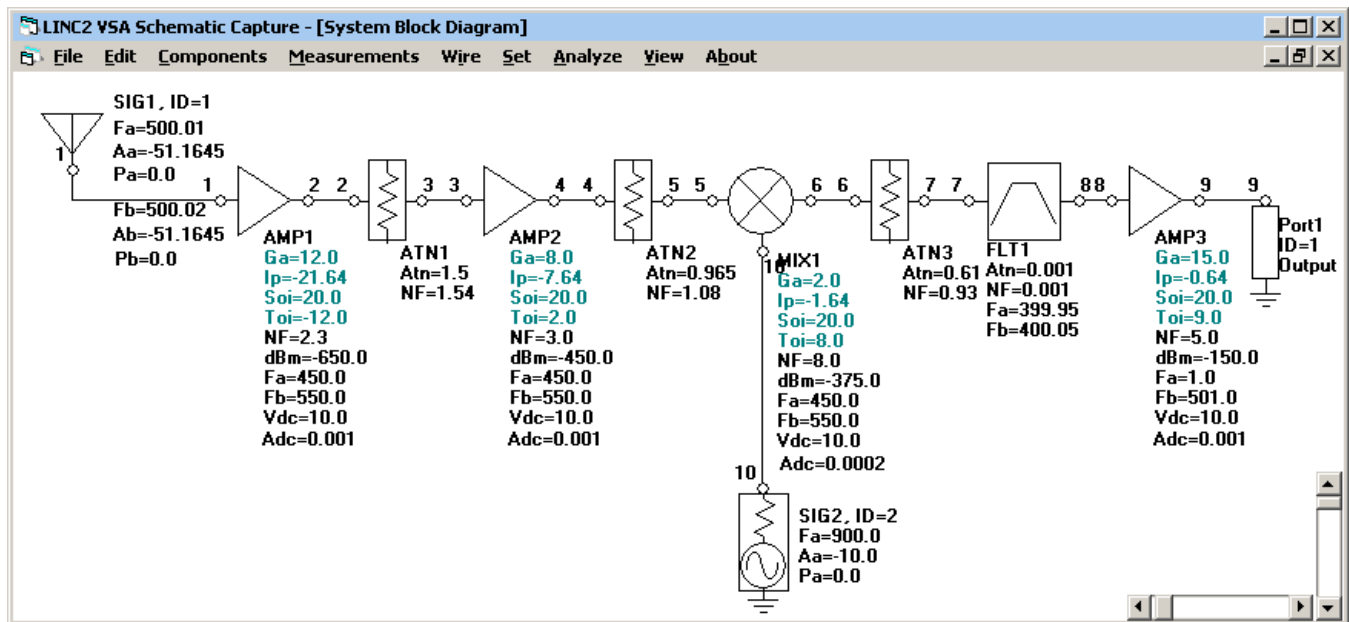 LINC2 VSA Schematic Capture - [System Block Diagram]
File Edit Components Measurements Wire Set Analyze View About
SIG1, ID=1
Fa=500.01
Aa=-51.1645
Pa=0.0
Fb=500.02
Ab=-51.1645
Pb=0.0
1
1 2 2 3 3 4 4 5 5 6 6 7 7 8 8 9 9
AMP1
Ga=12.0
Ip=-21.64
Soi=20.0
Toi=-12.0
NF=2.3
dBm=-650.0
Fa=450.0
Fb=550.0
Vdc=10.0
Adc=0.001
ATN1
Atn=1.5
NF=1.54
AMP2
Ga=8.0
Ip=-7.64
Soi=20.0
Toi=2.0
NF=3.0
dBm=-450.0
Fa=450.0
Fb=550.0
Vdc=10.0
Adc=0.001
ATN2
Atn=0.965
NF=1.08
10
MIX1
Ga=2.0
Ip=-1.64
Soi=20.0
Toi=8.0
NF=8.0
dBm=-375.0
Fa=450.0
Fb=550.0
Vdc=10.0
Adc=0.0002
10
SIG2, ID=2
Fa=900.0
Aa=-10.0
Pa=0.0
ATN3
Atn=0.61
NF=0.93
FLT1
Atn=0.001
NF=0.001
Fa=399.95
Fb=400.05
AMP3
Ga=15.0
Ip=-0.64
Soi=20.0
Toi=9.0
NF=5.0
dBm=-150.0
Fa=1.0
Fb=501.0
Vdc=10.0
Adc=0.001
Port1
ID=1
Output